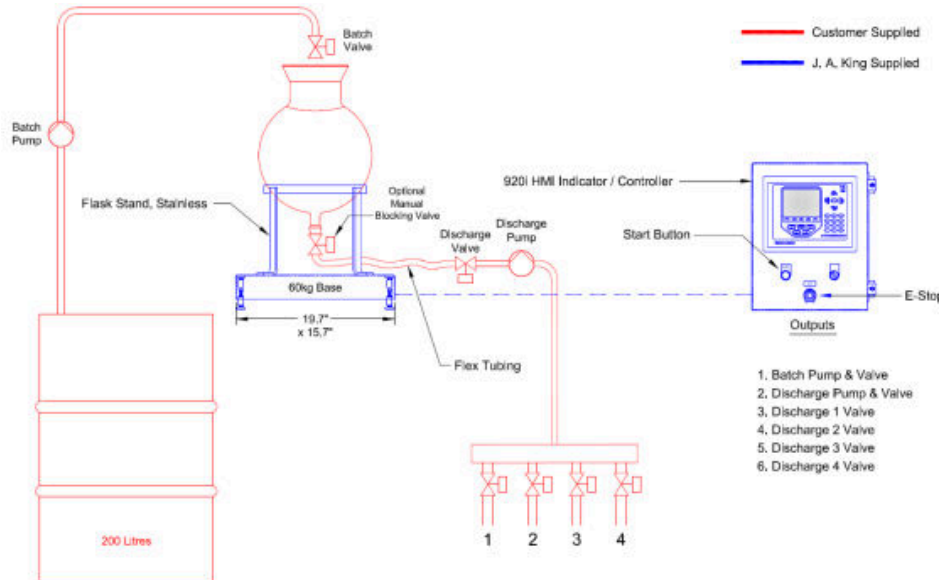 Batch
Valve
Customer Supplied
J. A. King Supplied
Batch
Pump
920i HMI Indicator / Controller
Flask Stand, Stainless
Optional
Manual
Blocking Valve
Discharge
Valve
Discharge
Pump
Start Button
60kg Base
E-Stop
19.7"
x 15.7"
Outputs
Flex Tubing
1. Batch Pump & Valve
2. Discharge Pump & Valve
3. Discharge 1 Valve
4. Discharge 2 Valve
5. Discharge 3 Valve
6. Discharge 4 Valve
200 Litres
1 2 3 4